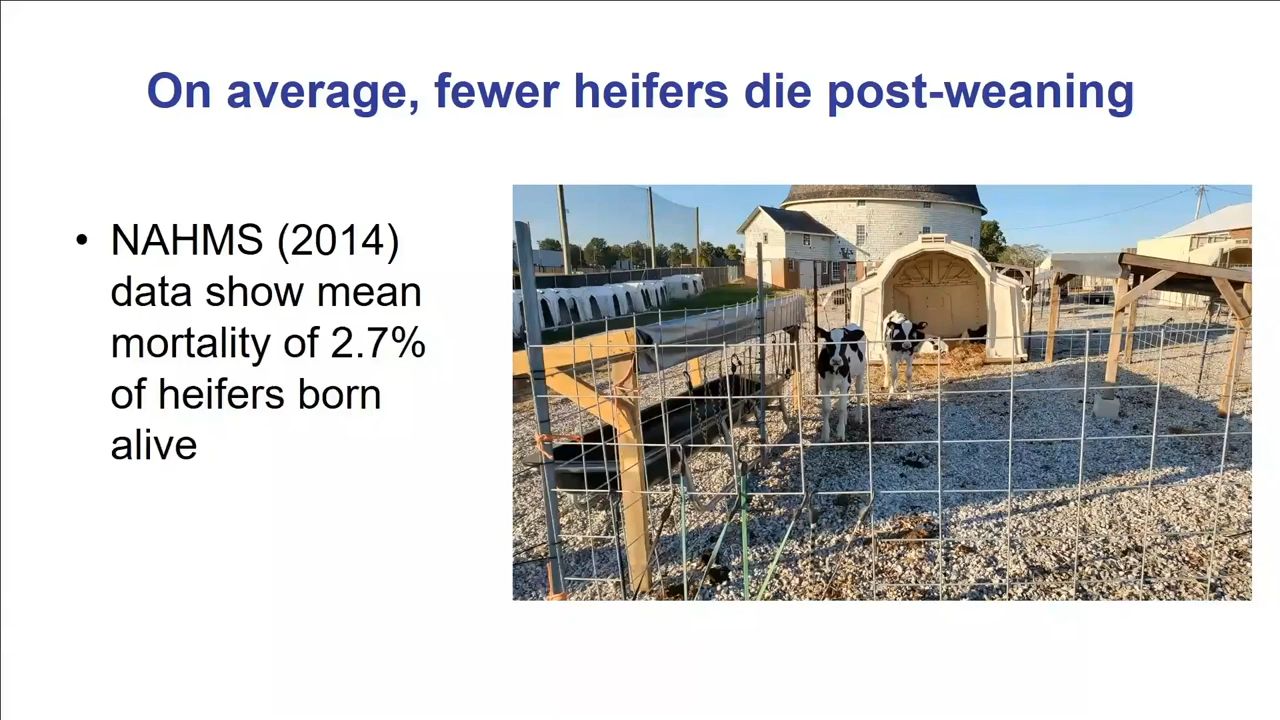 On average, fewer heifers die post-weaning
• NAHMS (2014)
data show mean
mortality of 2.7%
of heifers born
alive